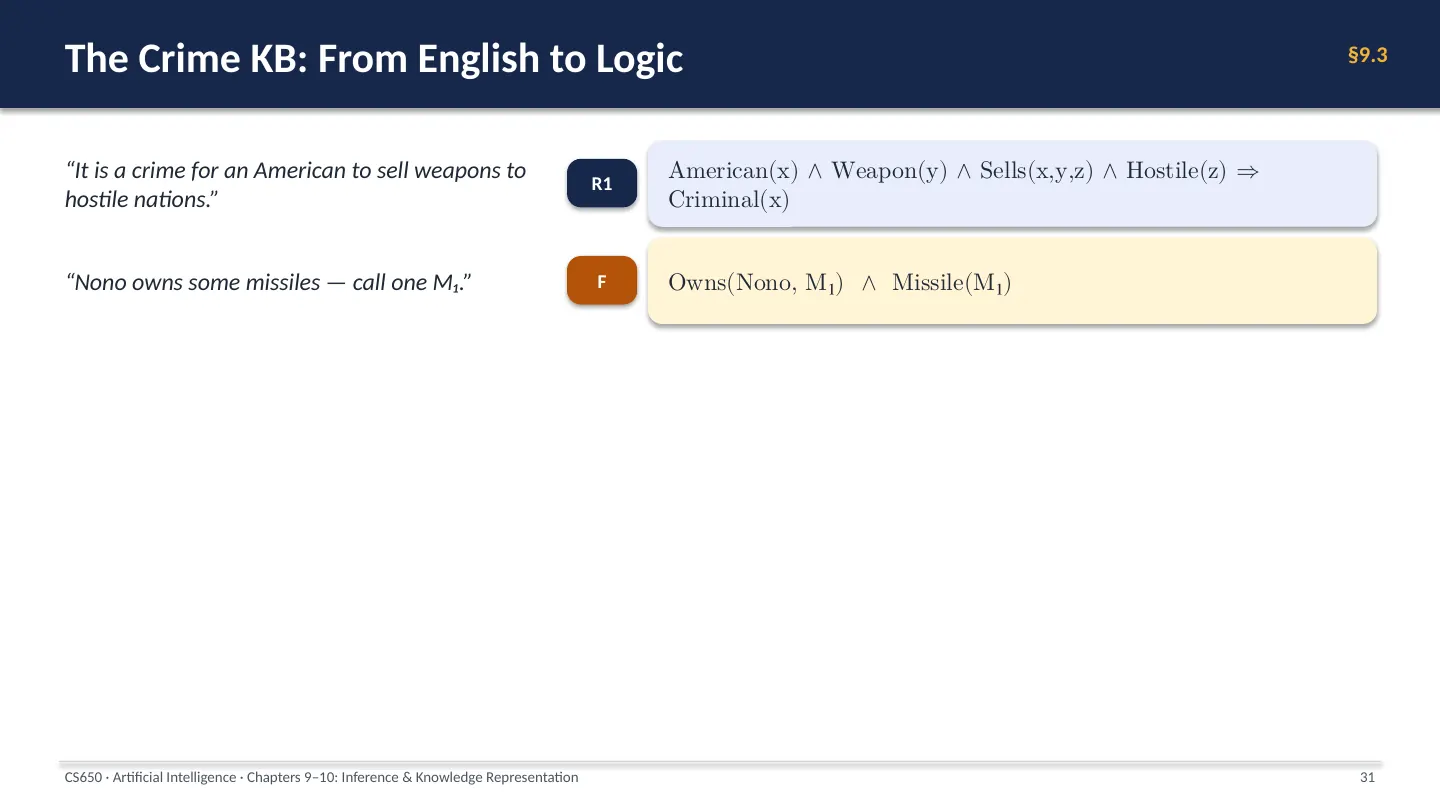 The Crime KB: From English to Logic
§9.3
“It is a crime for an American to sell weapons to
hostile nations.”
R1
American(x) ∧ Weapon(y) ∧ Sells(x,y,z) ∧ Hostile(z) ⇒
Criminal(x)
“Nono owns some missiles — call one M₁.”
F
Owns(Nono, M₁) ∧ Missile(M₁)
CS650 · Artificial Intelligence · Chapters 9–10: Inference & Knowledge Representation
31